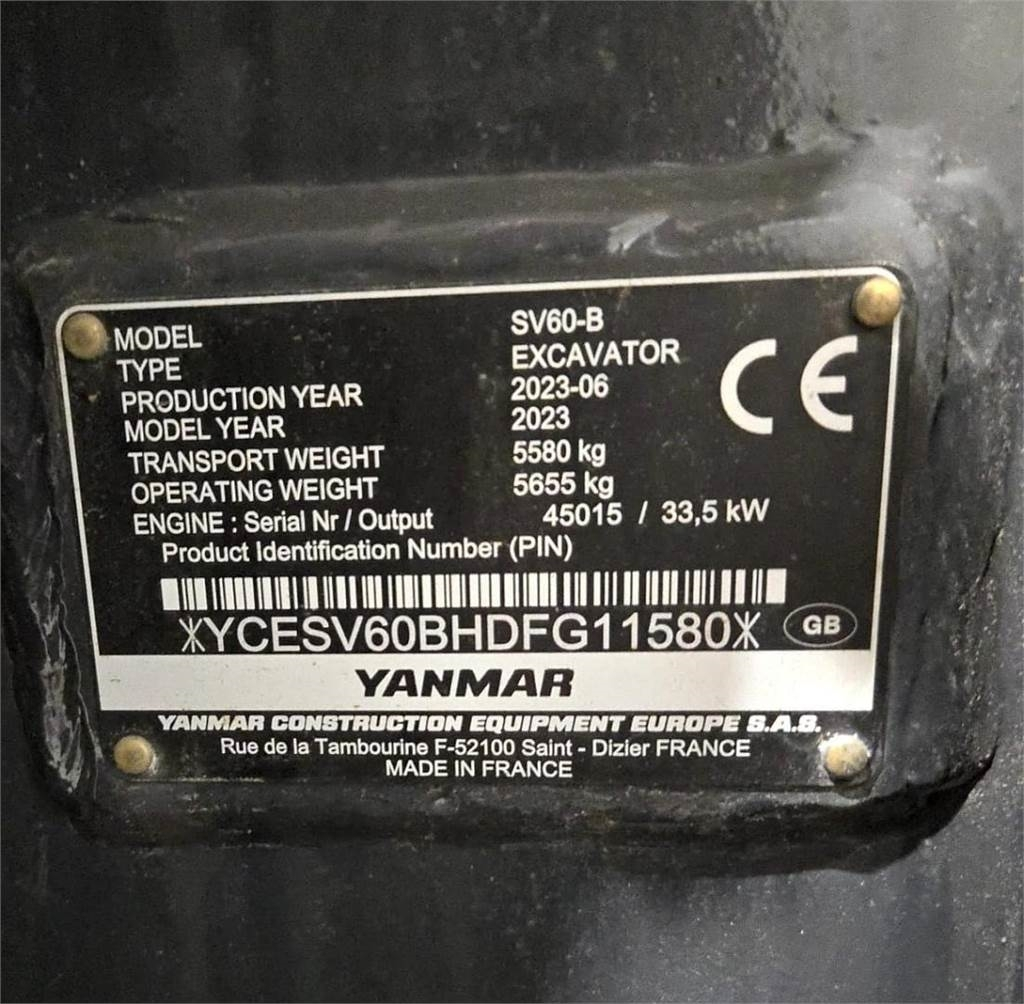 MODEL SV60-B
TYPE EXCAVATOR
PRODUCTION YEAR 2023-06
MODEL YEAR 2023
TRANSPORT WEIGHT 5580 kg
OPERATING WEIGHT 5655 kg
ENGINE : Serial Nr / Output 45015 / 33,5 kW
CE
Product Identification Number (PIN)
*YCESV60BHDFG11580*
GB
YANMAR
YANMAR CONSTRUCTION EQUIPMENT EUROPE S.A.S.
Rue de la Tambourine F-52100 Saint - Dizier FRANCE
MADE IN FRANCE